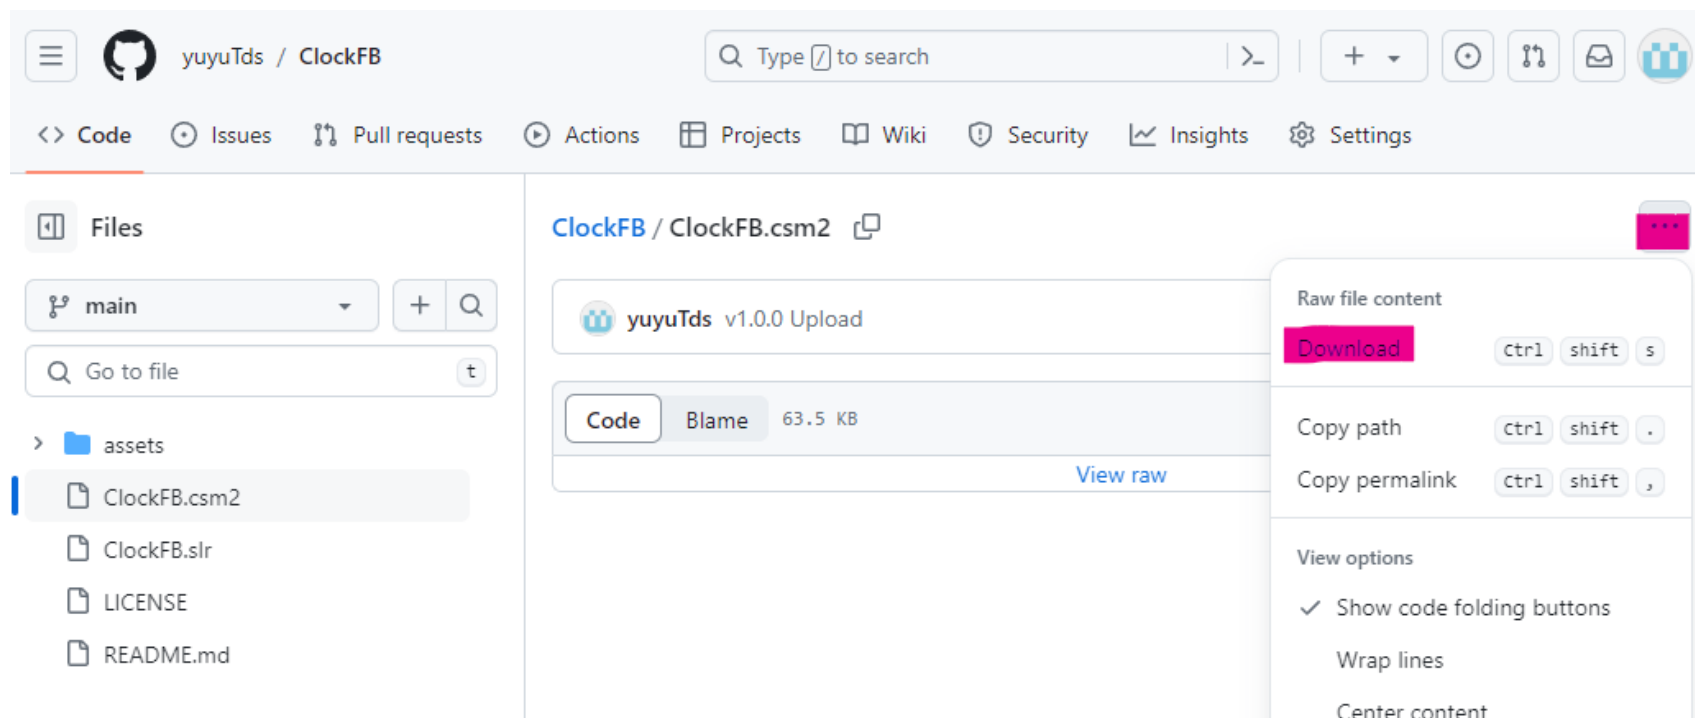 yuyuTds / ClockFB
Type / to search
Code Issues Pull requests Actions Projects Wiki Security Insights Settings
Files
main
Go to file t
assets
ClockFB.csm2
ClockFB.slr
LICENSE
README.md
ClockFB / ClockFB.csm2
yuyuTds v1.0.0 Upload
Code Blame 63.5 KB
View raw
Raw file content
Download Ctrl shift s
Copy path Ctrl shift .
Copy permalink Ctrl shift ,
View options
Show code folding buttons
Wrap lines
Center content